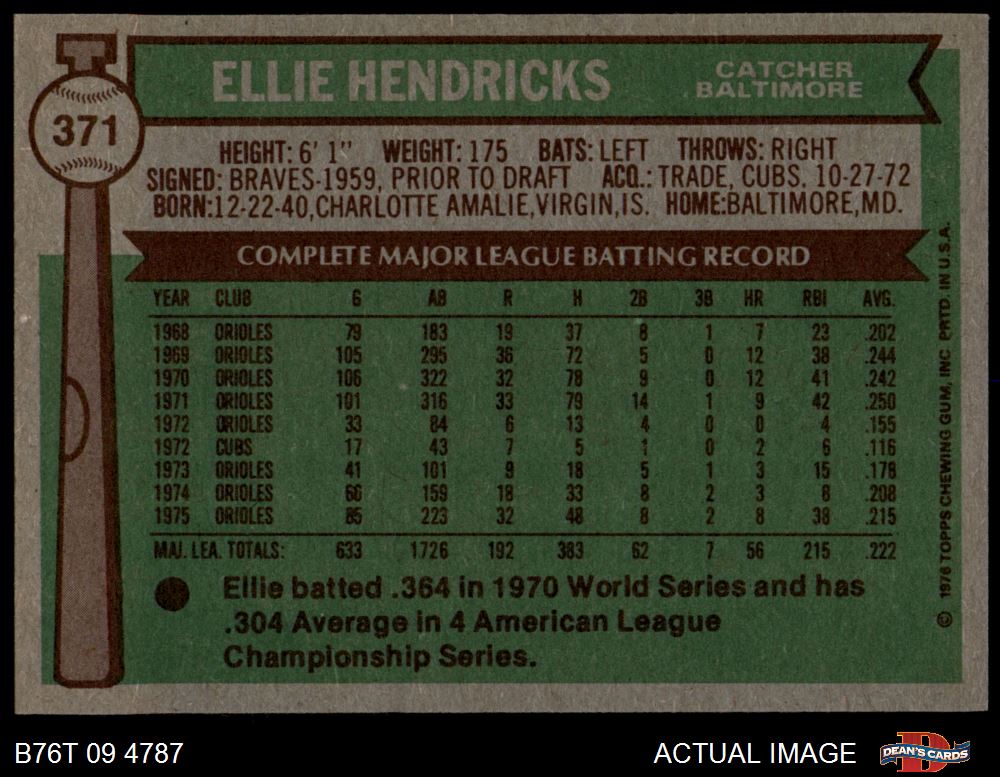 371
ELLIE HENDRICKS
CATCHER
BALTIMORE
HEIGHT: 6' 1" WEIGHT: 175 BATS: LEFT THROWS: RIGHT
SIGNED: BRAVES-1959, PRIOR TO DRAFT ACQ.: TRADE, CUBS, 10-27-72
BORN:12-22-40,CHARLOTTE AMALIE,VIRGIN,IS. HOME:BALTIMORE,MD.
COMPLETE MAJOR LEAGUE BATTING RECORD
YEAR CLUB G AB R H 2B 3B HR RBI AVG.
1968 ORIOLES 79 183 19 37 8 1 7 23 .202
1969 ORIOLES 105 295 36 72 5 0 12 38 .244
1970 ORIOLES 106 322 32 78 9 0 12 41 .242
1971 ORIOLES 101 316 33 79 14 1 9 42 .250
1972 ORIOLES 33 84 6 13 4 0 0 4 .155
1972 CUBS 17 43 7 5 1 0 2 6 .116
1973 ORIOLES 41 101 9 18 5 1 3 15 .178
1974 ORIOLES 66 159 18 33 8 2 3 8 .208
1975 ORIOLES 85 223 32 48 8 2 8 38 .215
MAJ. LEA. TOTALS: 633 1726 192 383 62 7 56 215 .222
Ellie batted .364 in 1970 World Series and has
.304 Average in 4 American League
Championship Series.
© 1976 TOPPS CHEWING GUM, INC PRTD. IN U.S.A.
B76T 09 4787
ACTUAL IMAGE
D
DEAN'S CARDS